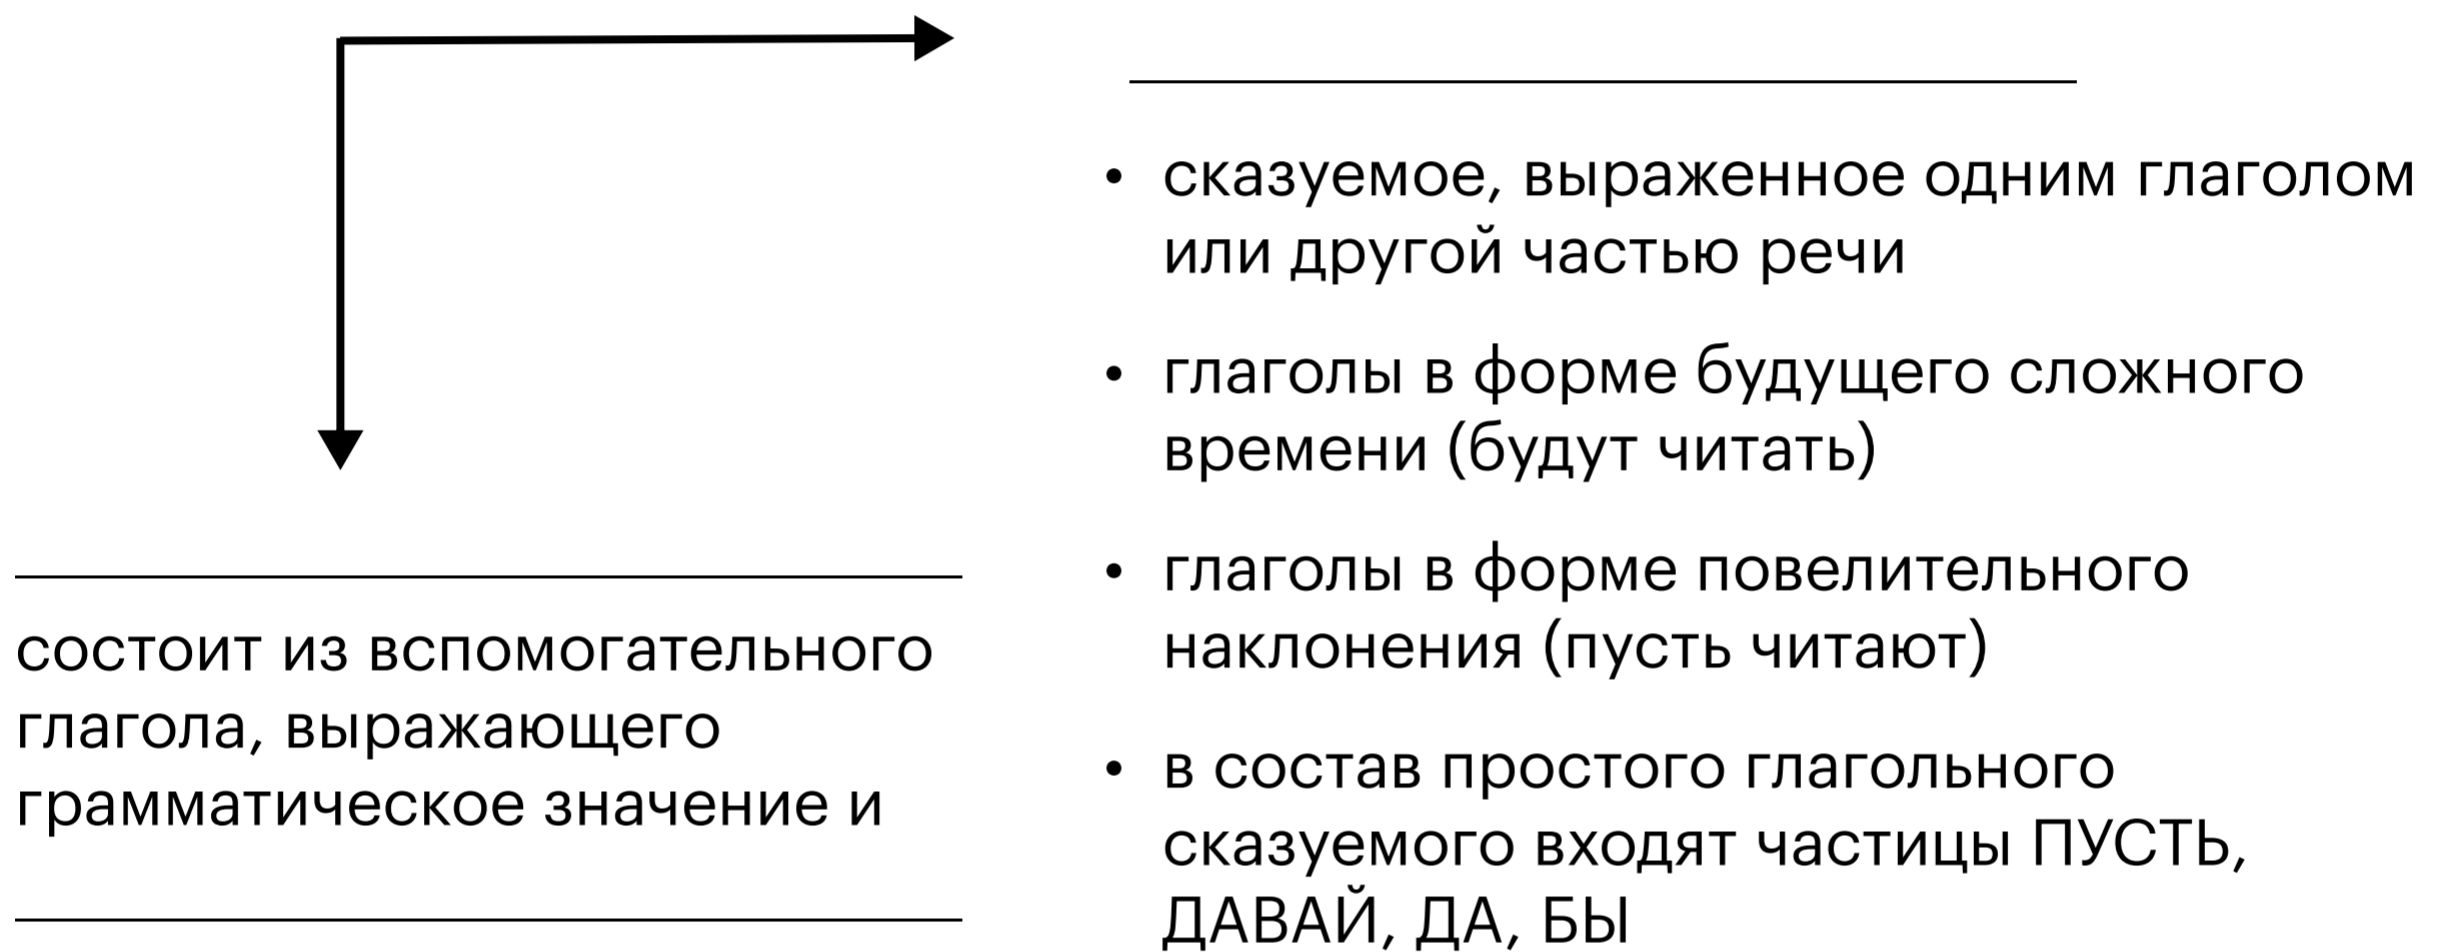 • сказуемое, выраженное одним глаголом
или другой частью речи
• глаголы в форме будущего сложного
времени (будут читать)
• глаголы в форме повелительного
наклонения (пусть читают)
• в состав простого глагольного
сказуемого входят частицы ПУСТЬ,
ДАВАЙ, ДА, БЫ
состоит из вспомогательного
глагола, выражающего
грамматическое значение и